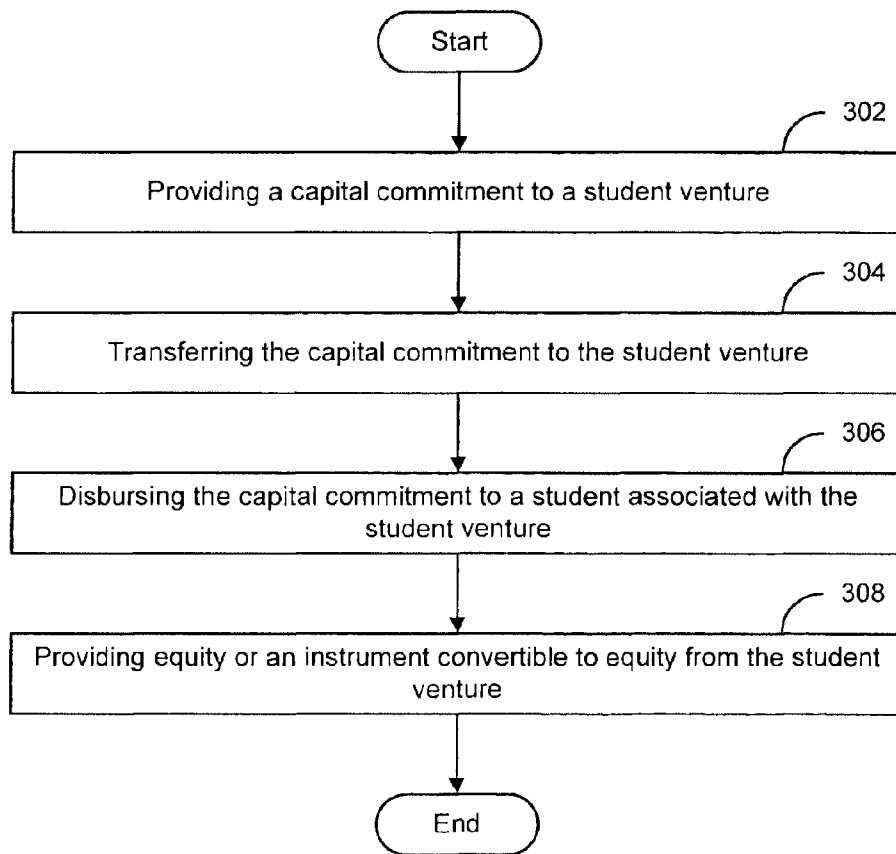 Start
302
Providing a capital commitment to a student venture
304
Transferring the capital commitment to the student venture
306
Disbursing the capital commitment to a student associated with the
student venture
308
Providing equity or an instrument convertible to equity from the student
venture
End